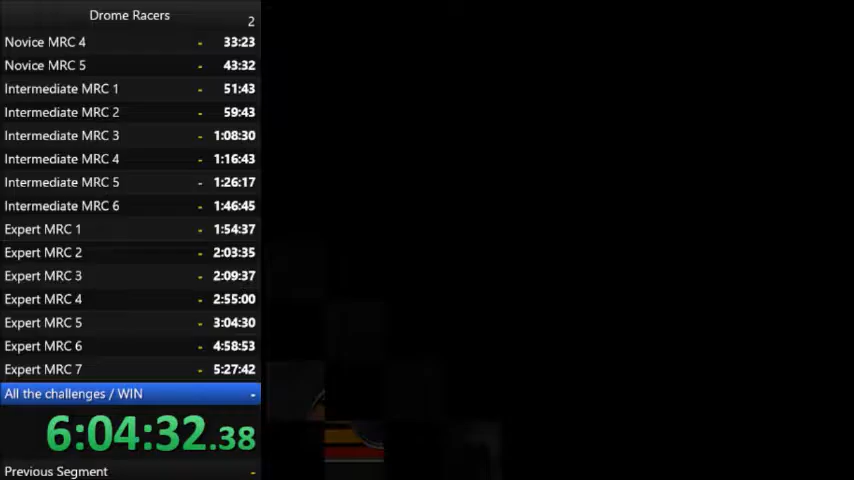 Drome Racers
2
Novice MRC 4 - 33:23
Novice MRC 5 - 43:32
Intermediate MRC 1 - 51:43
Intermediate MRC 2 - 59:43
Intermediate MRC 3 - 1:08:30
Intermediate MRC 4 - 1:16:43
Intermediate MRC 5 - 1:26:17
Intermediate MRC 6 - 1:46:45
Expert MRC 1 - 1:54:37
Expert MRC 2 - 2:03:35
Expert MRC 3 - 2:09:37
Expert MRC 4 - 2:55:00
Expert MRC 5 - 3:04:30
Expert MRC 6 - 4:58:53
Expert MRC 7 - 5:27:42
All the challenges / WIN -
6:04:32.38
Previous Segment -